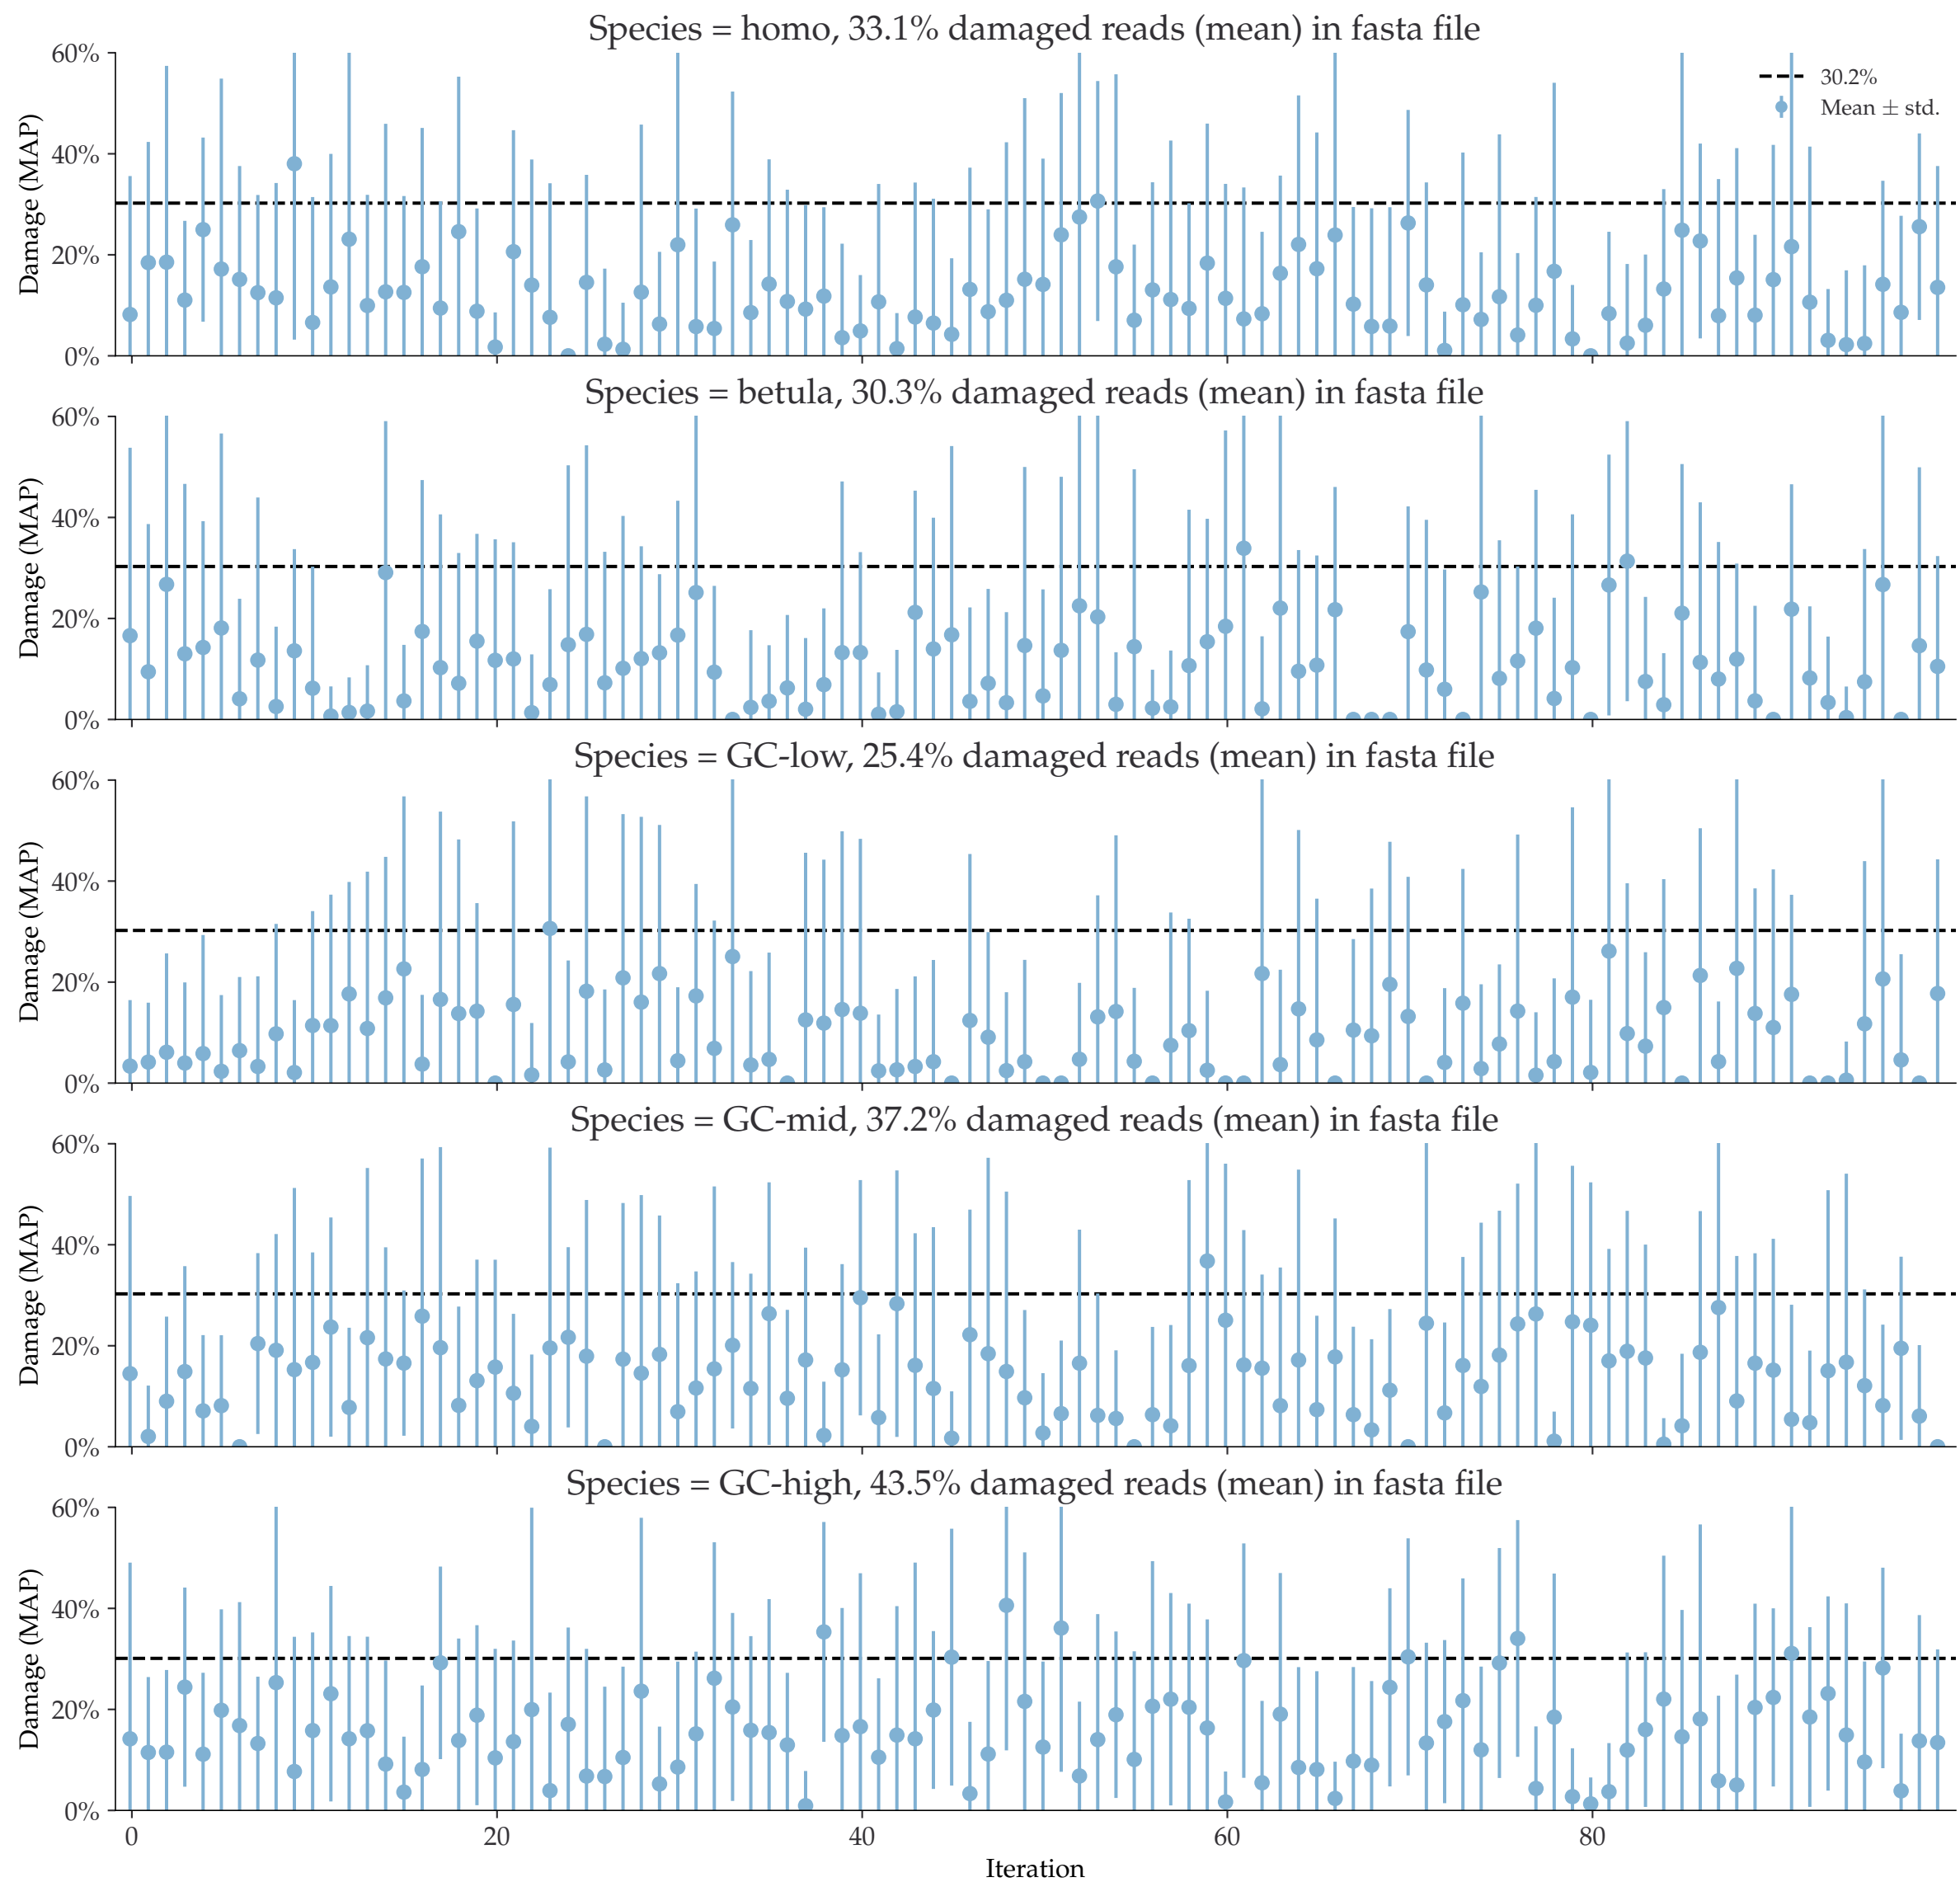 Species = homo, 33.1% damaged reads (mean) in fasta file
60%
40%
20%
0%
Damage (MAP)
30.2%
Mean ± std.
Species = betula, 30.3% damaged reads (mean) in fasta file
60%
40%
20%
0%
Damage (MAP)
Species = GC-low, 25.4% damaged reads (mean) in fasta file
60%
40%
20%
0%
Damage (MAP)
Species = GC-mid, 37.2% damaged reads (mean) in fasta file
60%
40%
20%
0%
Damage (MAP)
Species = GC-high, 43.5% damaged reads (mean) in fasta file
60%
40%
20%
0%
Damage (MAP)
0 20 40 60 80
Iteration